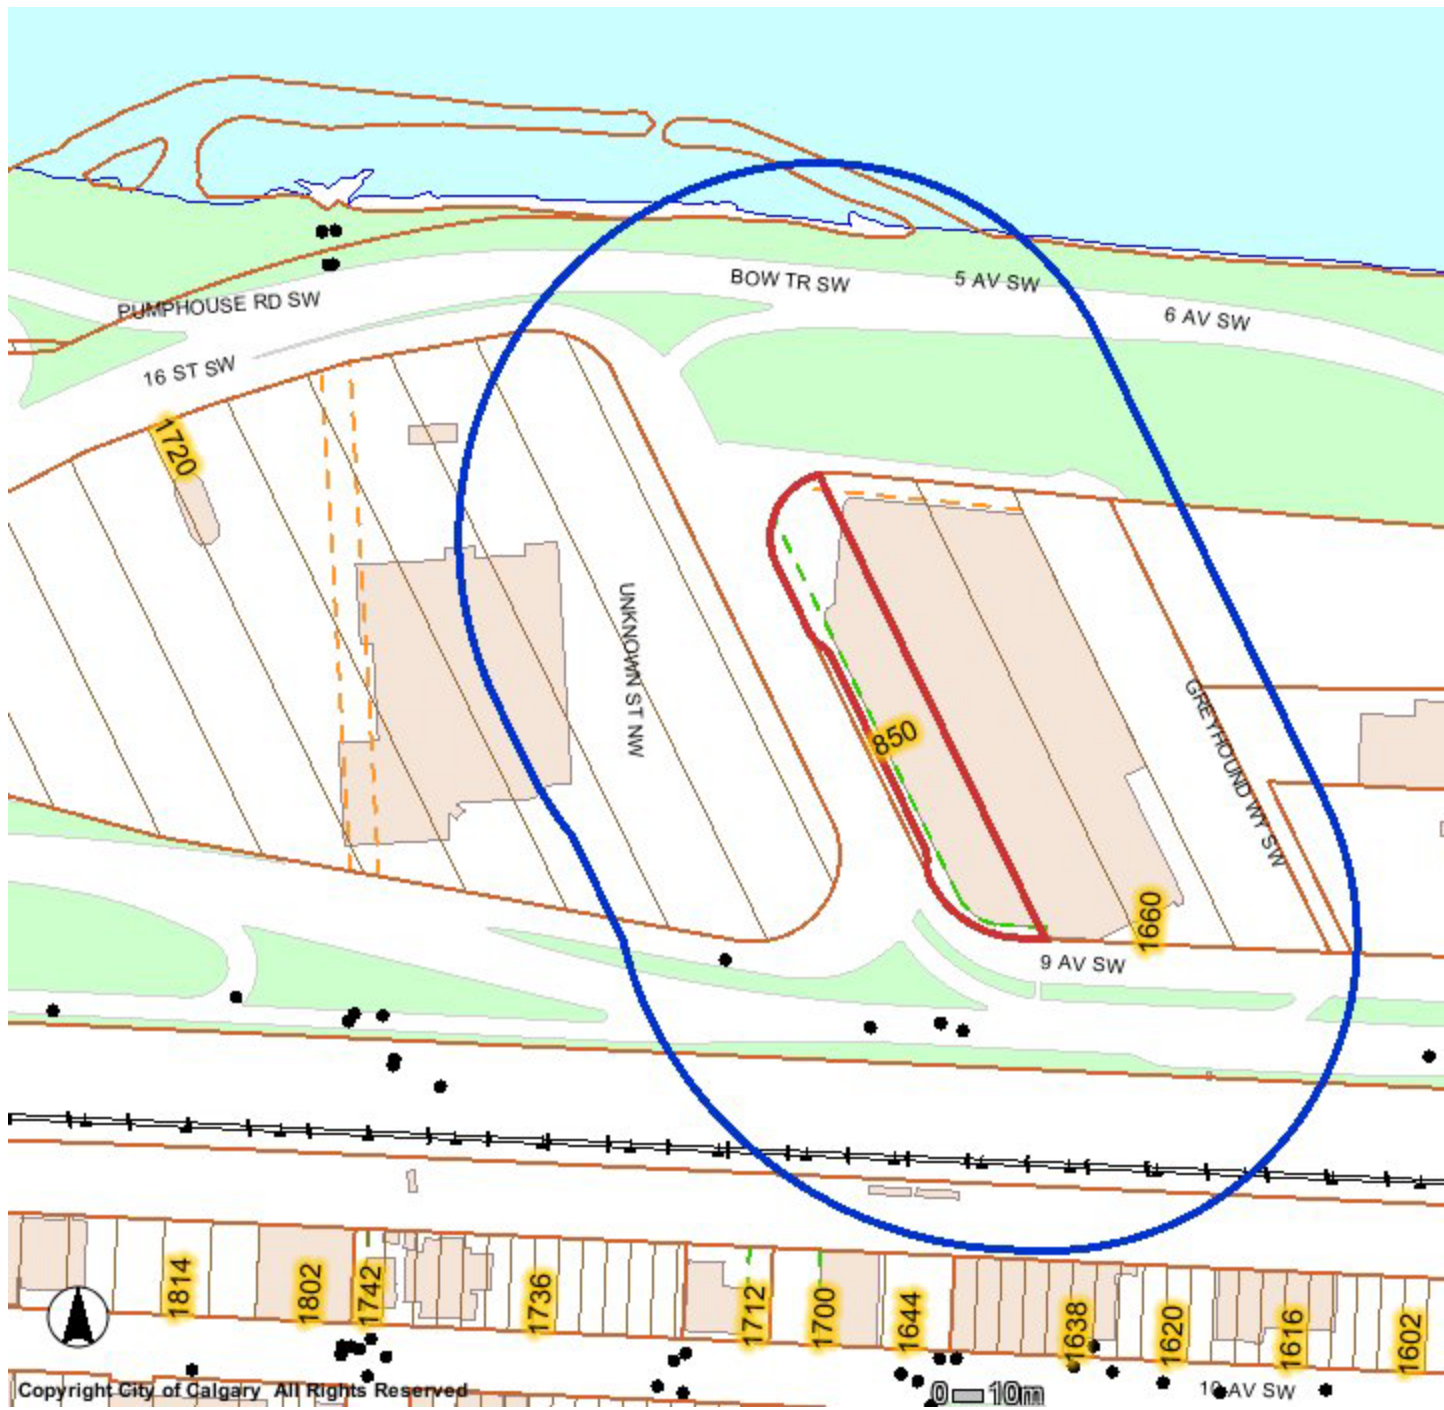 BOW TR SW
5 AV SW
6 AV SW
PUMPHOUSE RD SW
16 ST SW
1720
UNKNOWN ST NW
850
GREYHOUND WY SW
1660
9 AV SW
1814
1802
1742
1736
1712
1700
1644
1638
1620
1616
1602
Copyright City of Calgary All Rights Reserved
0 10m
10 AV SW